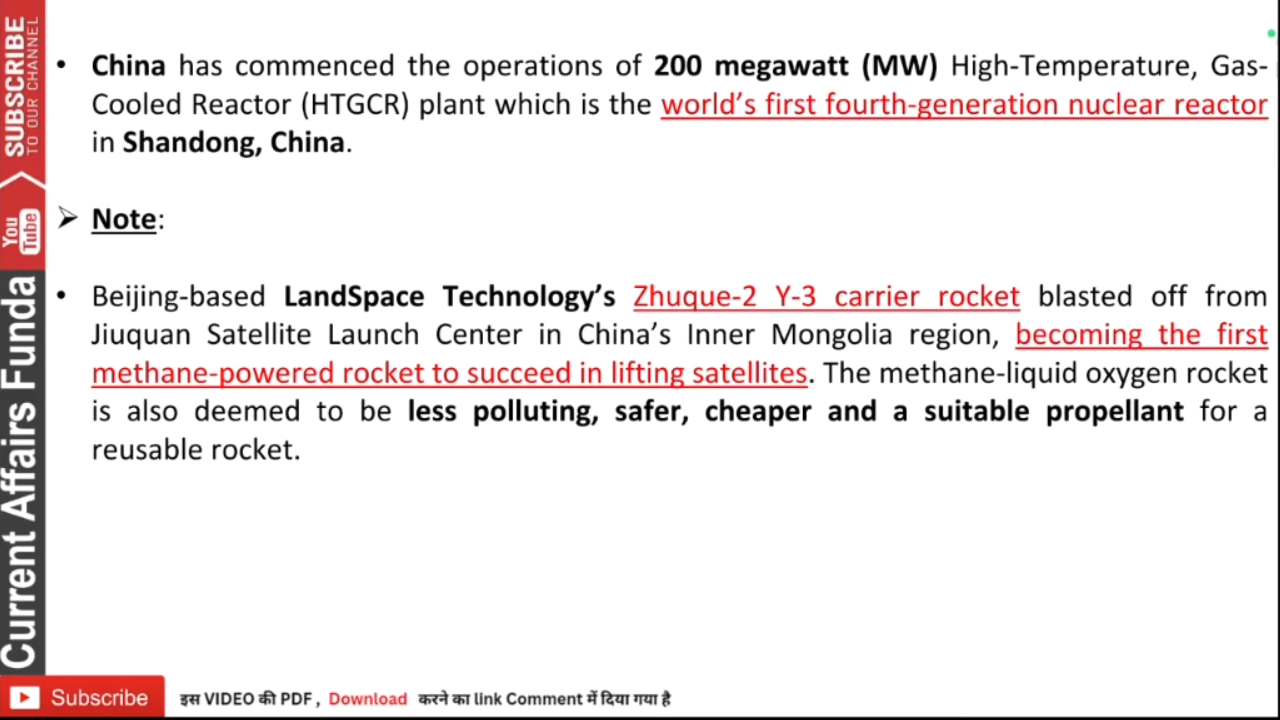 SUBSCRIBE
TO OUR CHANNEL
You
Tube
Current Affairs Funda
• China has commenced the operations of 200 megawatt (MW) High-Temperature, Gas-
Cooled Reactor (HTGCR) plant which is the world’s first fourth-generation nuclear reactor
in Shandong, China.
➢ Note:
• Beijing-based LandSpace Technology’s Zhuque-2 Y-3 carrier rocket blasted off from
Jiuquan Satellite Launch Center in China’s Inner Mongolia region, becoming the first
methane-powered rocket to succeed in lifting satellites. The methane-liquid oxygen rocket
is also deemed to be less polluting, safer, cheaper and a suitable propellant for a
reusable rocket.
Subscribe
इस VIDEO की PDF , Download करने का link Comment में दिया गया है